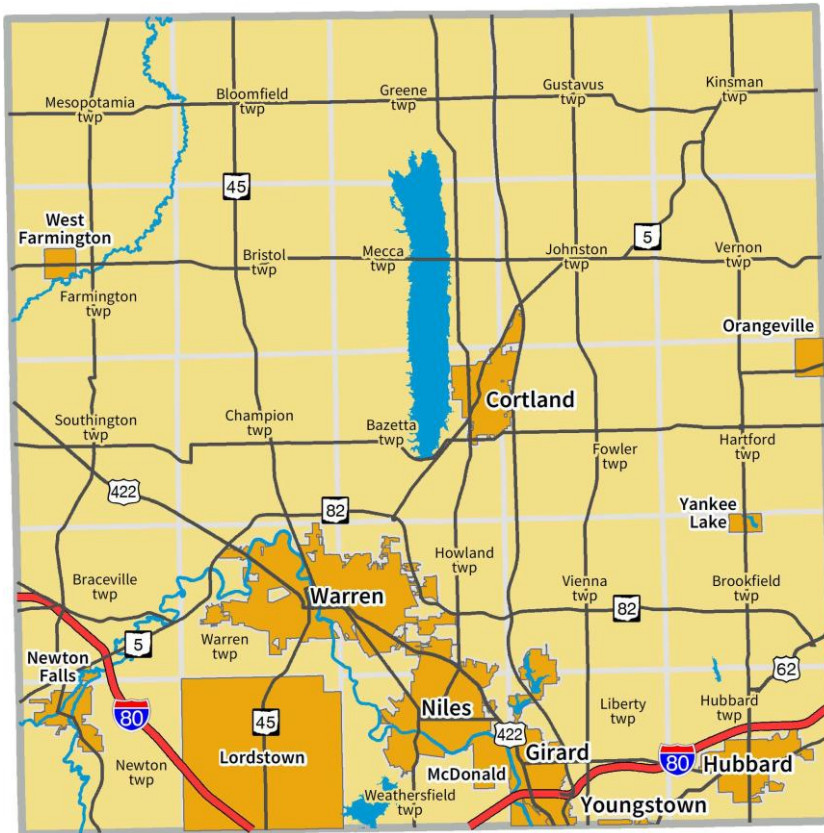 Mesopotamia
twp
Bloomfield
twp
Greene
twp
Gustavus
twp
Kinsman
twp
45
West
Farmington
5
Bristol
twp
Mecca
twp
Johnston
twp
Vernon
twp
Farmington
twp
Orangeville
Cortland
Southington
twp
Champion
twp
Bazetta
twp
Fowler
twp
Hartford
twp
422
82
Yankee
Lake
Braceville
twp
Howland
twp
Vienna
twp
Brookfield
twp
Warren
82
5
Warren
twp
Newton
Falls
62
80
45
Niles
Liberty
twp
Hubbard
twp
422
Lordstown
Girard
80
Hubbard
Newton
twp
McDonald
Weathersfield
twp
Youngstown